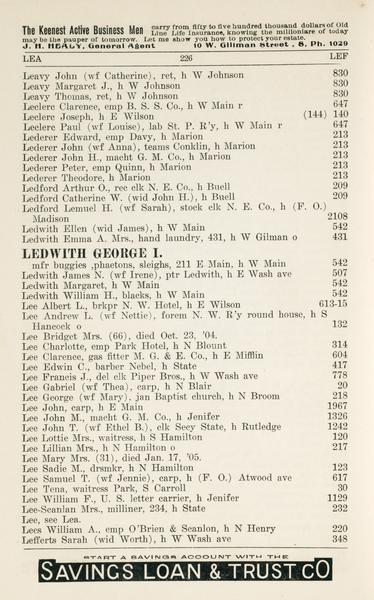 The Keenest Active Business Men carry from fifty to five hundred thousand dollars of Old
Line Life Insurance, knowing the millionaire of today
may be the pauper of tomorrow. Let me show you how to protect your estate.
J. H. HEALY, General Agent 10 W. Gilliman Street, S. Ph. 1029
LEA 226 LEF
Leavy John (wf Catherine), ret, h W Johnson 830
Leavy Margaret J., h W Johnson 830
Leavy Thomas, ret, h W Johnson 830
Leclere Clarence, emp B. S. S. Co., h W Main r 647
Leclere Joseph, h E Wilson (144) 140
Leclere Paul (wf Louise), lab St. P. R'y, h W Main r 647
Lederer Edward, emp Davy, h Marion 213
Lederer John (wf Anna), teams Conklin, h Marion 213
Lederer John H., macht G. M. Co., h Marion 213
Lederer Peter, emp Quinn, h Marion 213
Lederer Theodore, h Marion 213
Ledford Arthur O., rec clk N. E. Co., h Buell 209
Ledford Catherine W. (wid John H.), h Buell 209
Ledford Lemuel H. (wf Sarah), stock clk N. E. Co., h (F. O.)
Madison 2108
Ledwith Ellen (wid James), h W Main 542
Ledwith Emma A. Mrs., hand laundry, 431, h W Gilman o 431
LEDWITH GEORGE I.
mfr buggies ,phaetons, sleighs, 211 E Main, h W Main 542
Ledwith James N. (wf Irene), ptr Ledwith, h E Wash ave 507
Ledwith Margaret, h W Main 542
Ledwith William H., blacks, h W Main 542
Lee Albert L., brkpr N. W. Hotel, h E Wilson 613-15
Lee Andrew L. (wf Nettie), forem N. W. R'y round house, h S
Hancock o 132
Lee Bridget Mrs. (66), died Oct. 23, '04.
Lee Charlotte, emp Park Hotel, h N Blount 314
Lee Clarence, gas fitter M. G. & E. Co., h E Mifflin 604
Lee Edwin C., barber Nebel, h State 417
Lee Francis J., del clk Piper Bros., h W Wash ave 778
Lee Gabriel (wf Thea), carp, h N Blair 20
Lee George (wf Mary), jan Baptist church, h N Broom 218
Lee John, carp, h E Main 1967
Lee John M., macht G. M. Co., h Jenifer 1326
Lee John T. (wf Ethel B.), clk Secy State, h Rutledge 1242
Lee Lottie Mrs., waitress, h S Hamilton 120
Lee Lillian Mrs., h N Hamilton o 217
Lee Mary Mrs. (31), died Jan. 17, '05.
Lee Sadie M., drsmkr, h N Hamilton 123
Lee Samuel T. (wf Jennie), carp, h (F. O.) Atwood ave 617
Lee Tena, waitress Park, S Carroll 30
Lee William F., U. S. letter carrier, h Jenifer 1129
Lee-Scanlan Mrs., milliner, 234, h State 232
Lee, see Lea.
Lees William A., emp O'Brien & Scanlon, h N Henry 220
Lefferts Sarah (wid Worth), h W Wash ave 348
START A SAVINGS ACCOUNT WITH THE
SAVINGS LOAN & TRUST CO